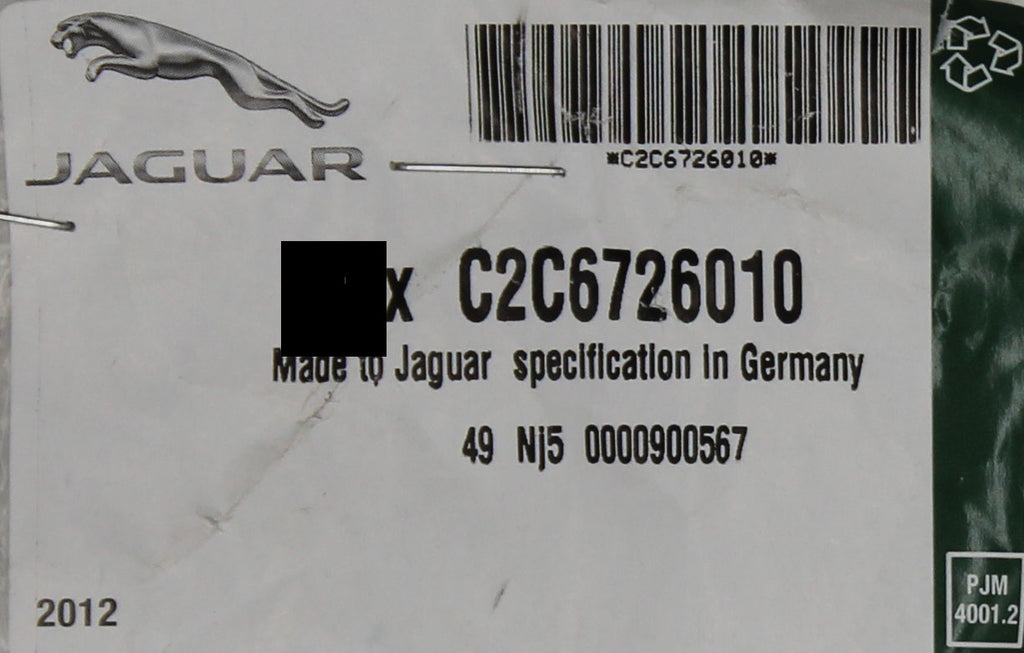 JAGUAR
*C2C6726010*
x C2C6726010
Made to Jaguar specification in Germany
49 Nj5 0000900567
2012
PJM
4001.2